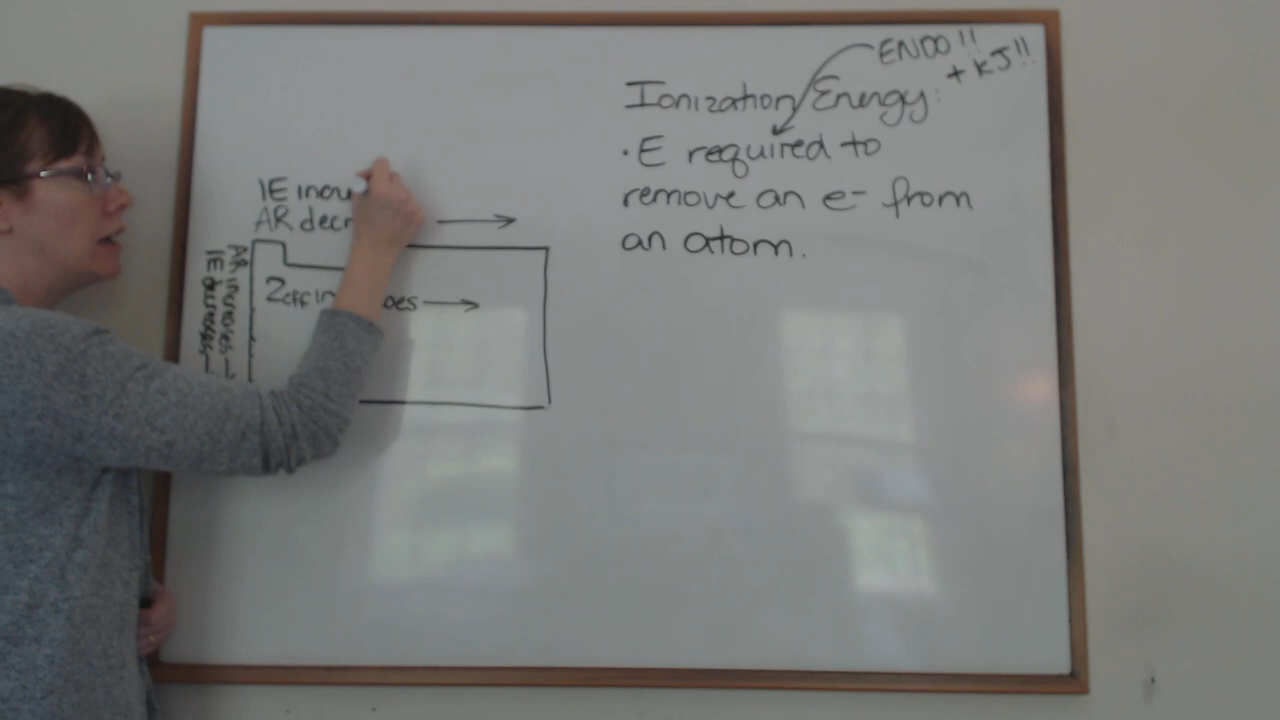 ENDO!!
+ kJ!!
Ionization Energy:
• E required to
remove an e- from
an atom.
IE
AR
AR increases
IE decreases
Zeff